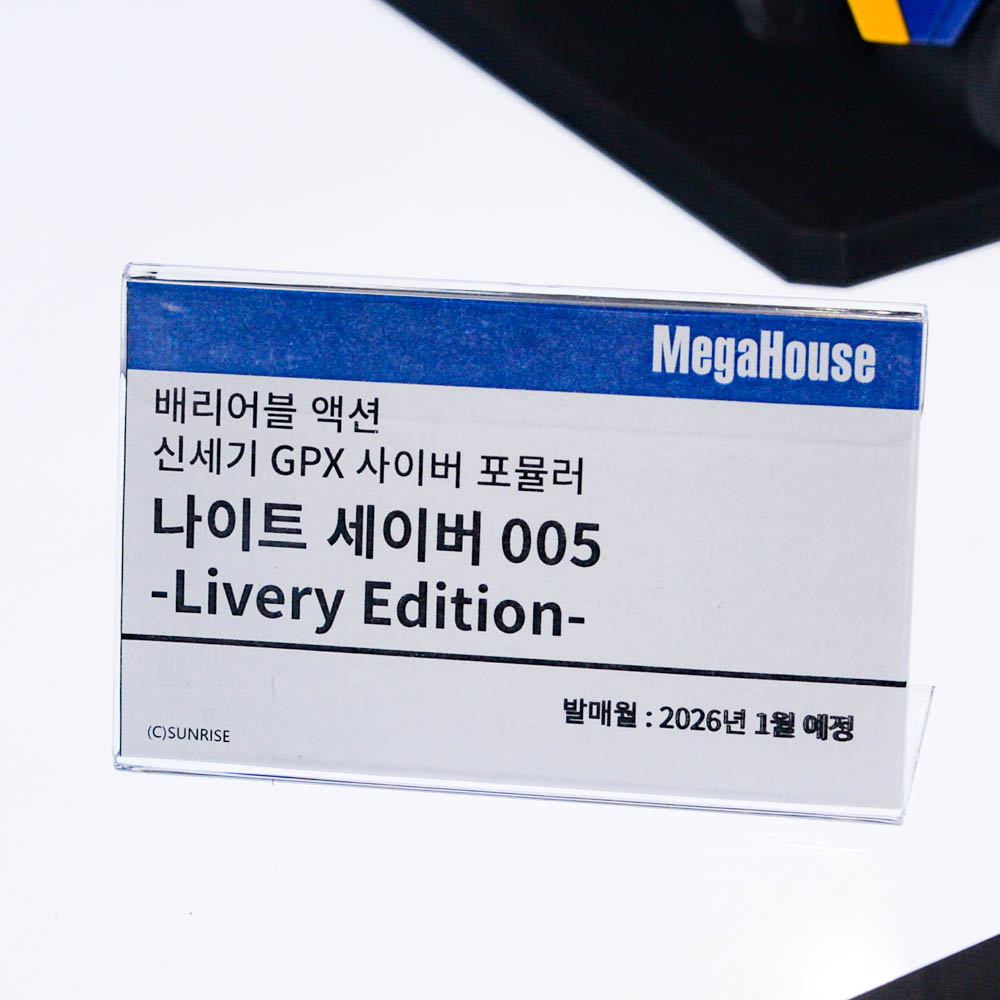 MegaHouse
배리어블 액션
신세기 GPX 사이버 포뮬러
나이트 세이버 005
-Livery Edition-
발매월 : 2026년 1월 예정
(C)SUNRISE